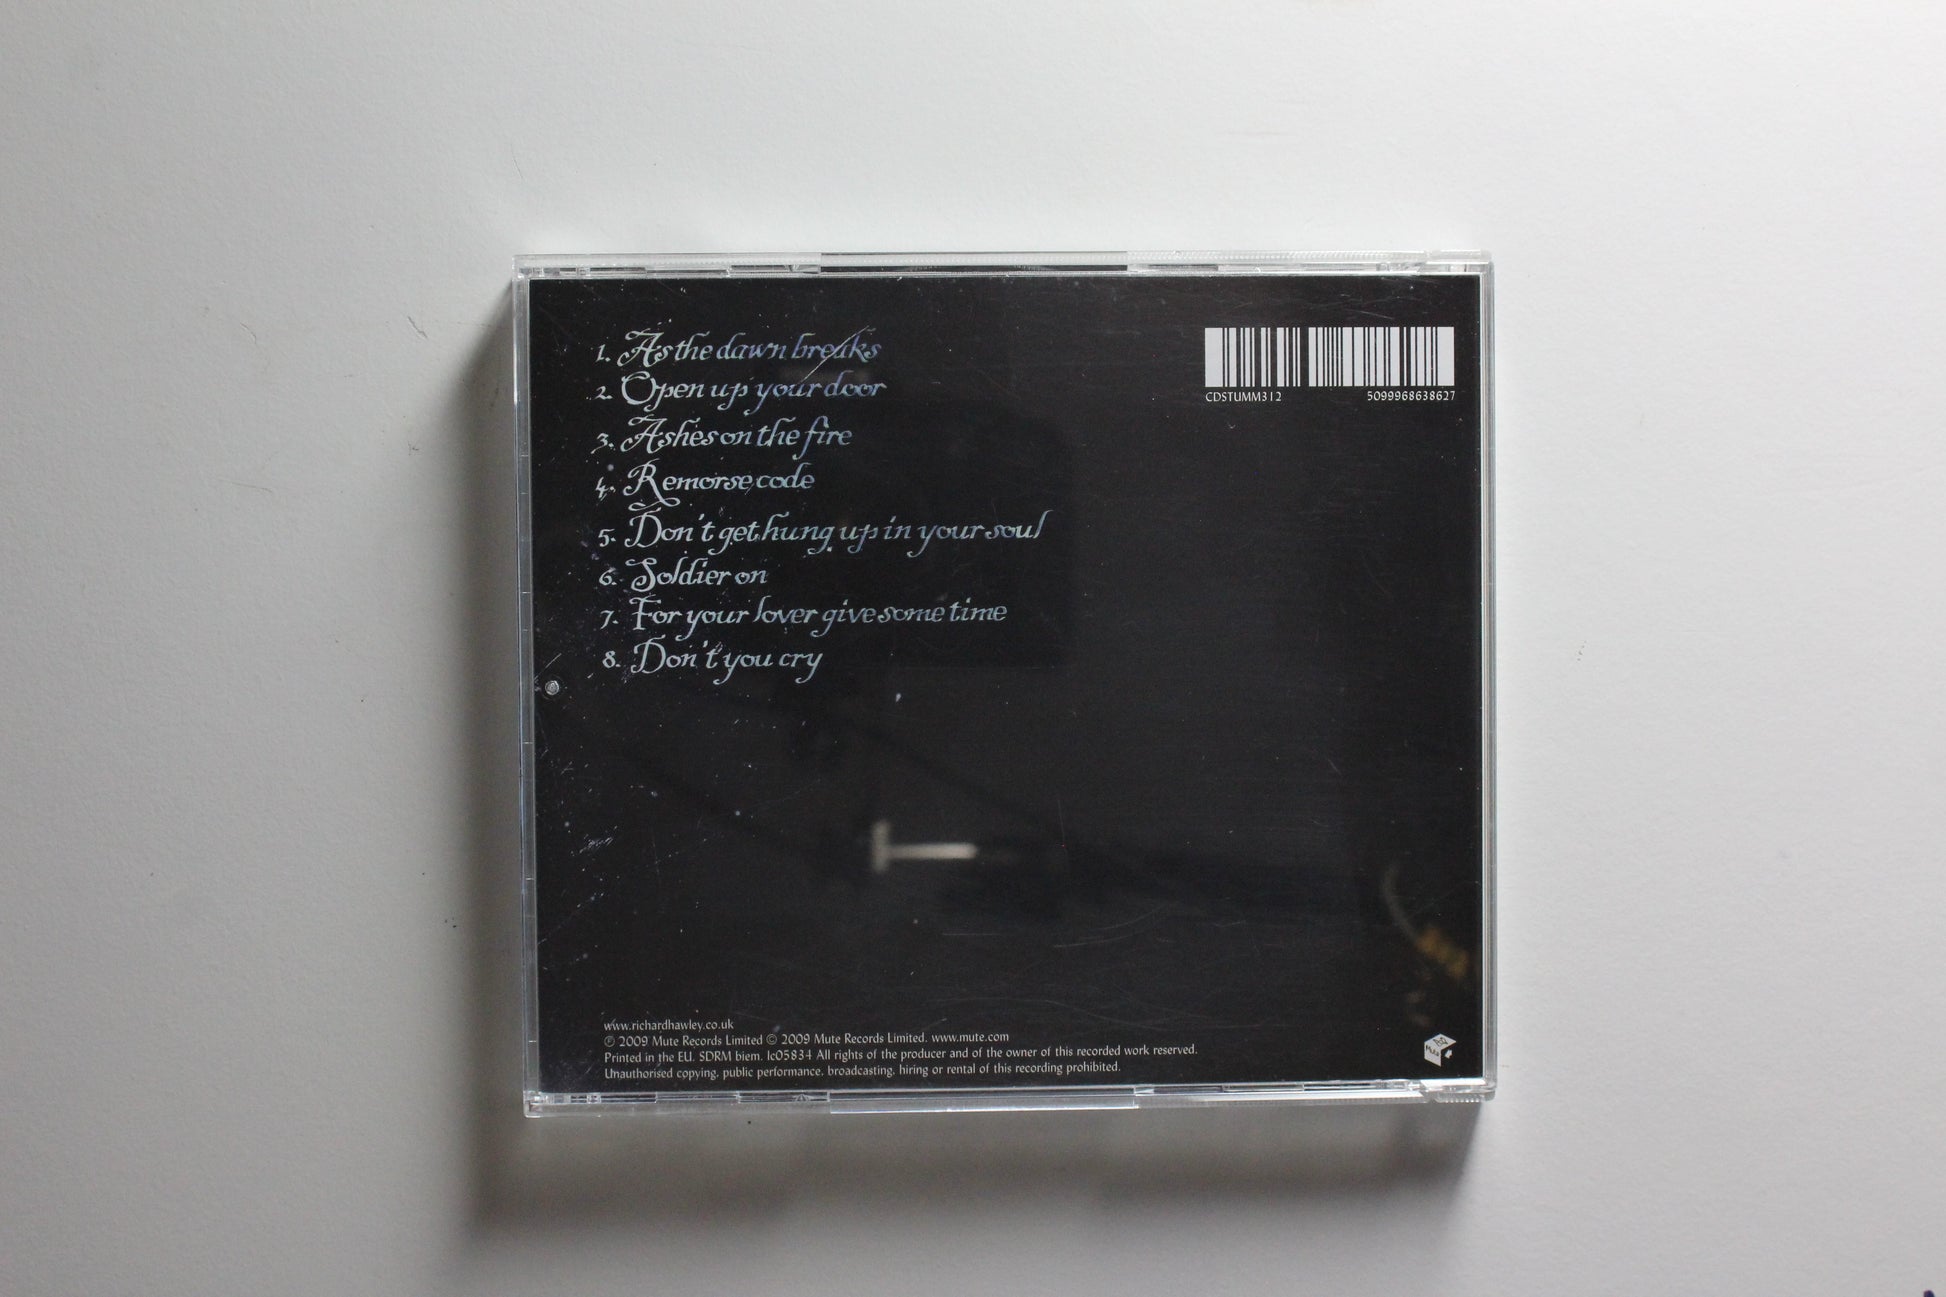 1. As the dawn breaks
2. Open up your door
3. Ashes on the fire
4. Remorse code
5. Don't get hung up in your soul
6. Soldier on
7. For your lover give some time
8. Don't you cry
CDSTUMM312 5099968638627
www.richardhawley.co.uk
℗ 2009 Mute Records Limited © 2009 Mute Records Limited. www.mute.com
Printed in the EU. SDRM biem. lc05834 All rights of the producer and of the owner of this recorded work reserved.
Unauthorised copying, public performance, broadcasting, hiring or rental of this recording prohibited.
Mute